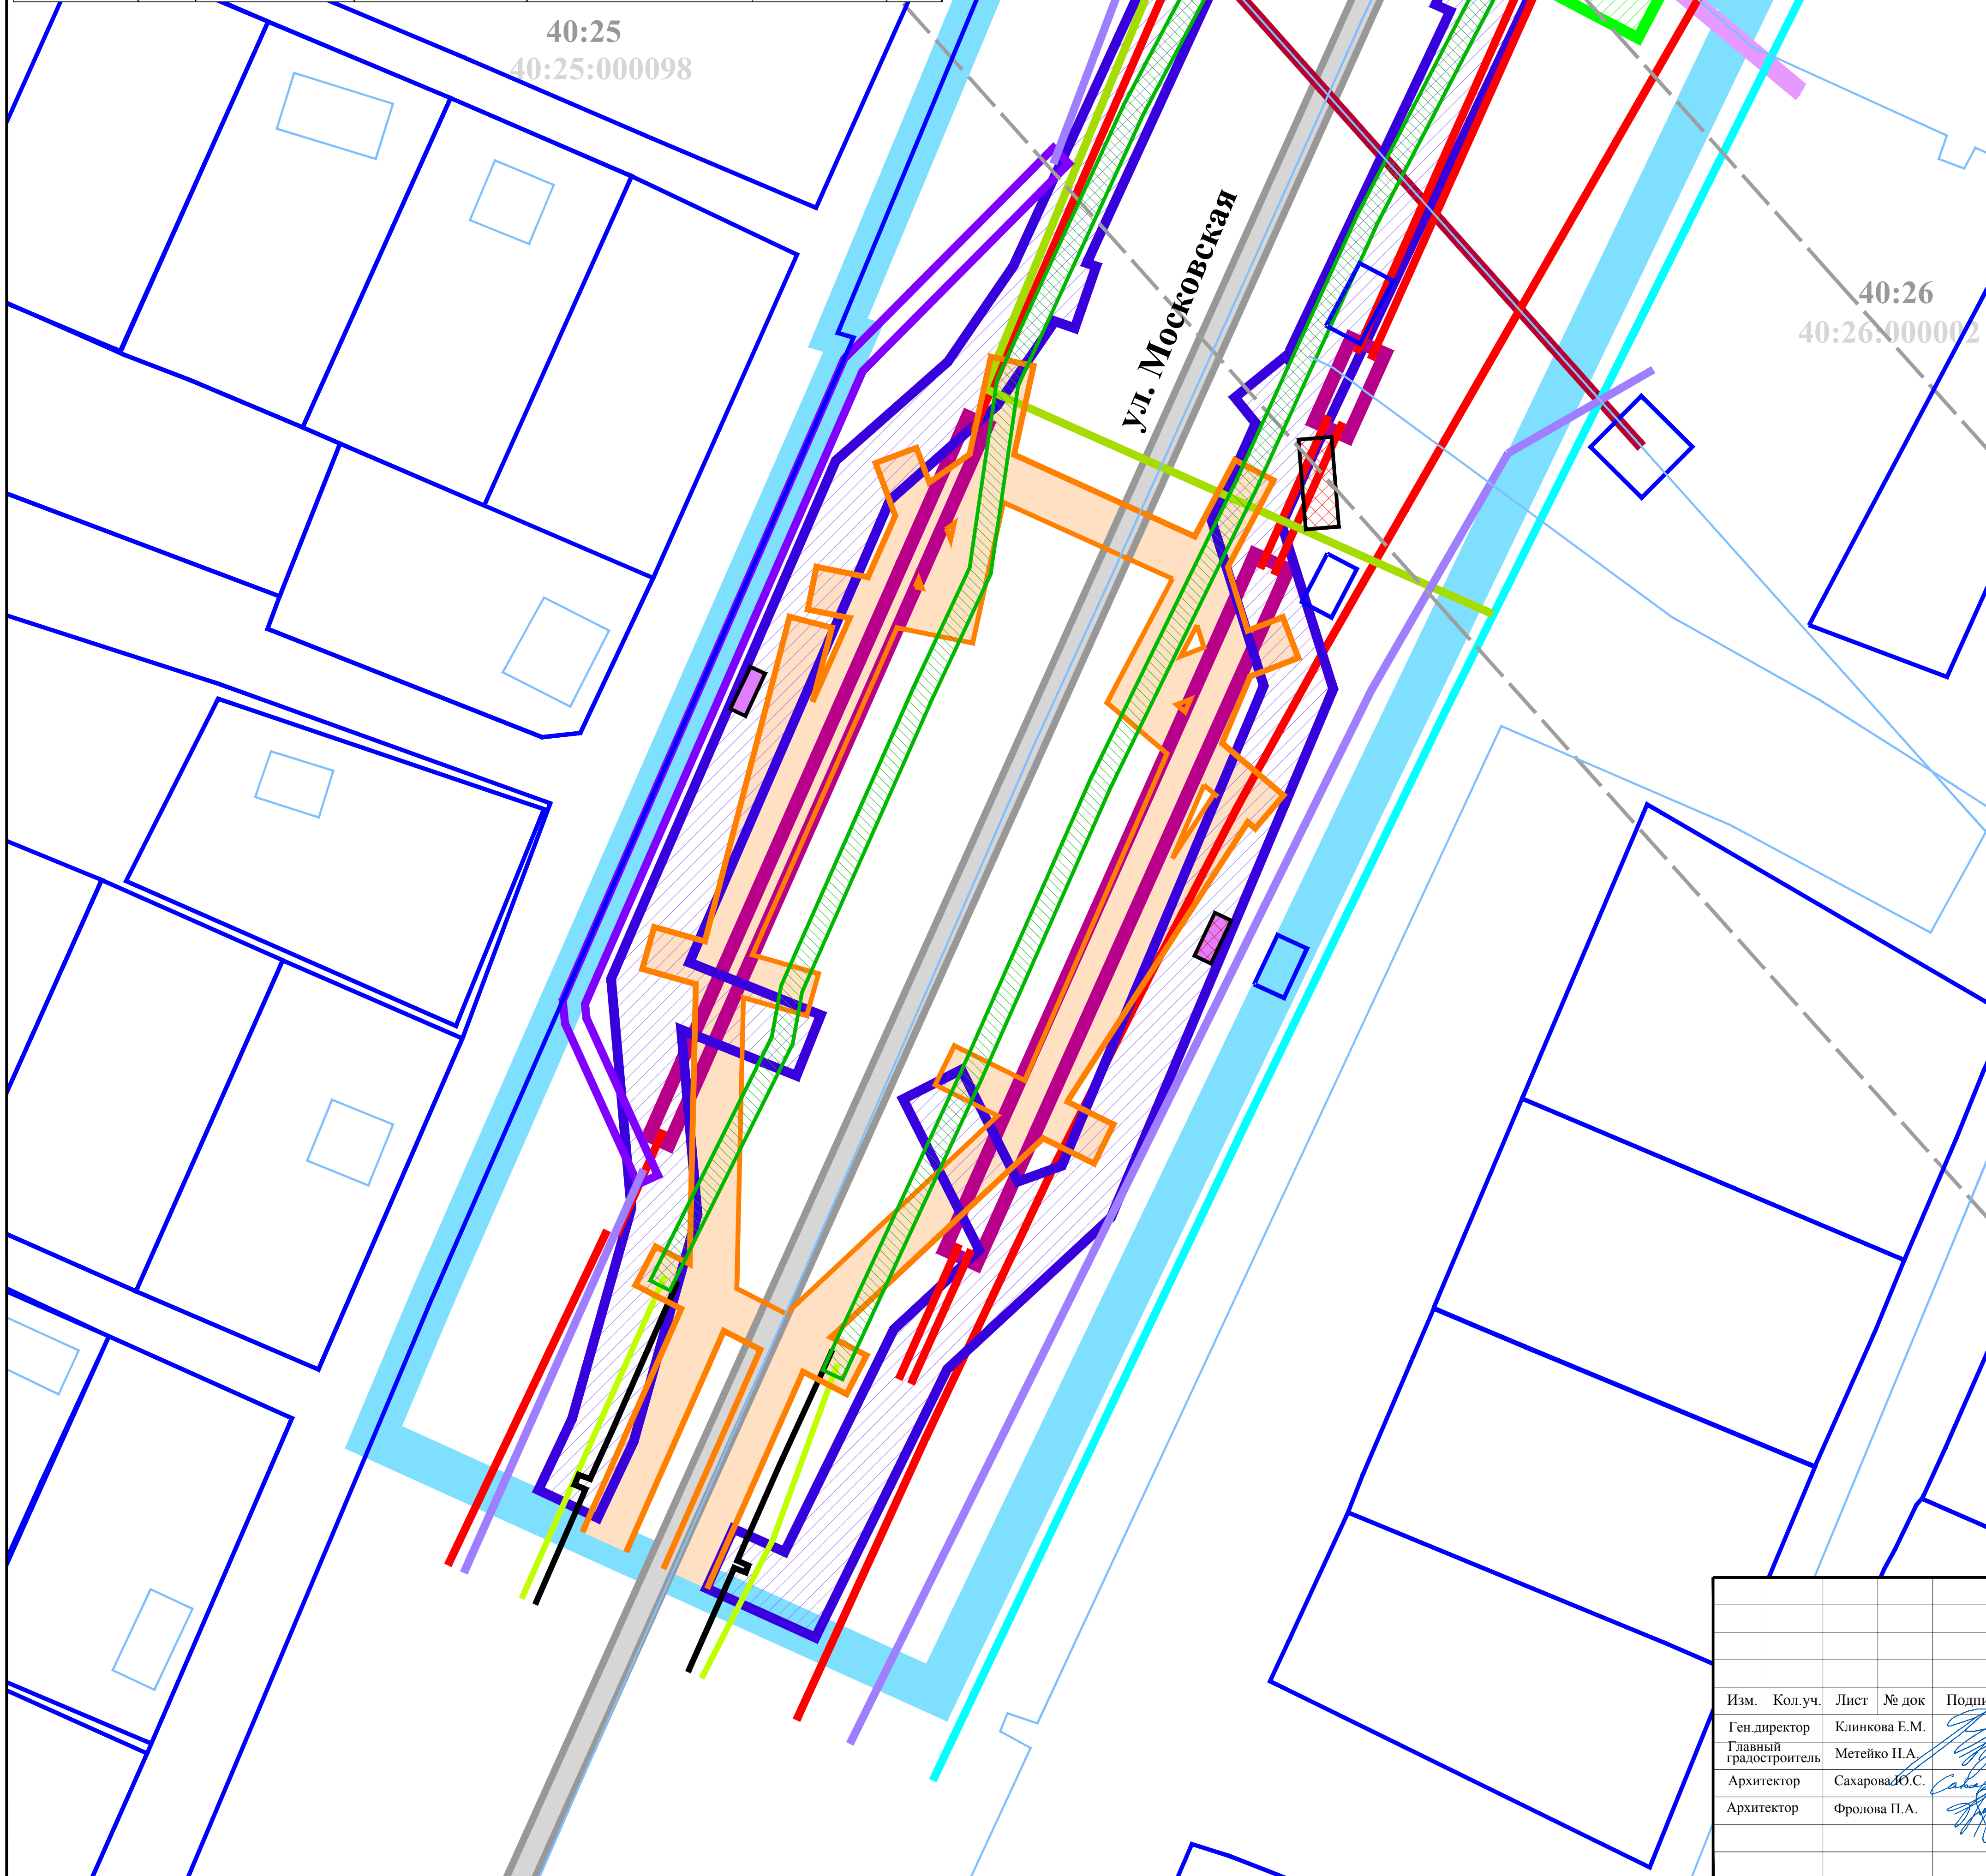 40:25
40:25:000098
ул. Московская
40:26
40:26:000002
Изм. Кол.уч. Лист № док Подпи
Ген.директор Клинкова Е.М.
Главный
градостроитель Метейко Н.А.
Архитектор Сахарова Ю.С.
Архитектор Фролова П.А.